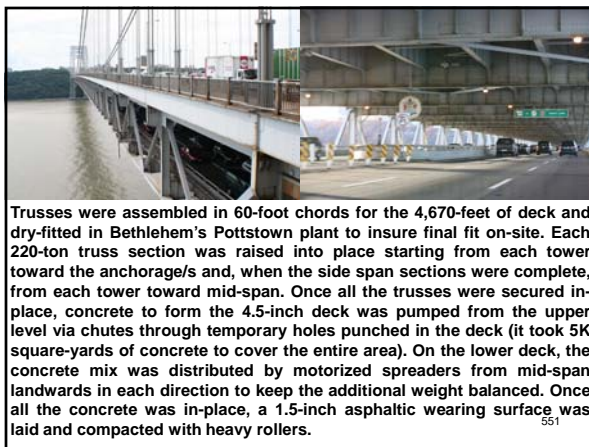 Trusses were assembled in 60-foot chords for the 4,670-feet of deck and
dry-fitted in Bethlehem's Pottstown plant to insure final fit on-site. Each
220-ton truss section was raised into place starting from each tower
toward the anchorage/s and, when the side span sections were complete,
from each tower toward mid-span. Once all the trusses were secured in-
place, concrete to form the 4.5-inch deck was pumped from the upper
level via chutes through temporary holes punched in the deck (it took 5K
square-yards of concrete to cover the entire area). On the lower deck, the
concrete mix was distributed by motorized spreaders from mid-span
landwards in each direction to keep the additional weight balanced. Once
all the concrete was in-place, a 1.5-inch asphaltic wearing surface was
laid and compacted with heavy rollers.
551